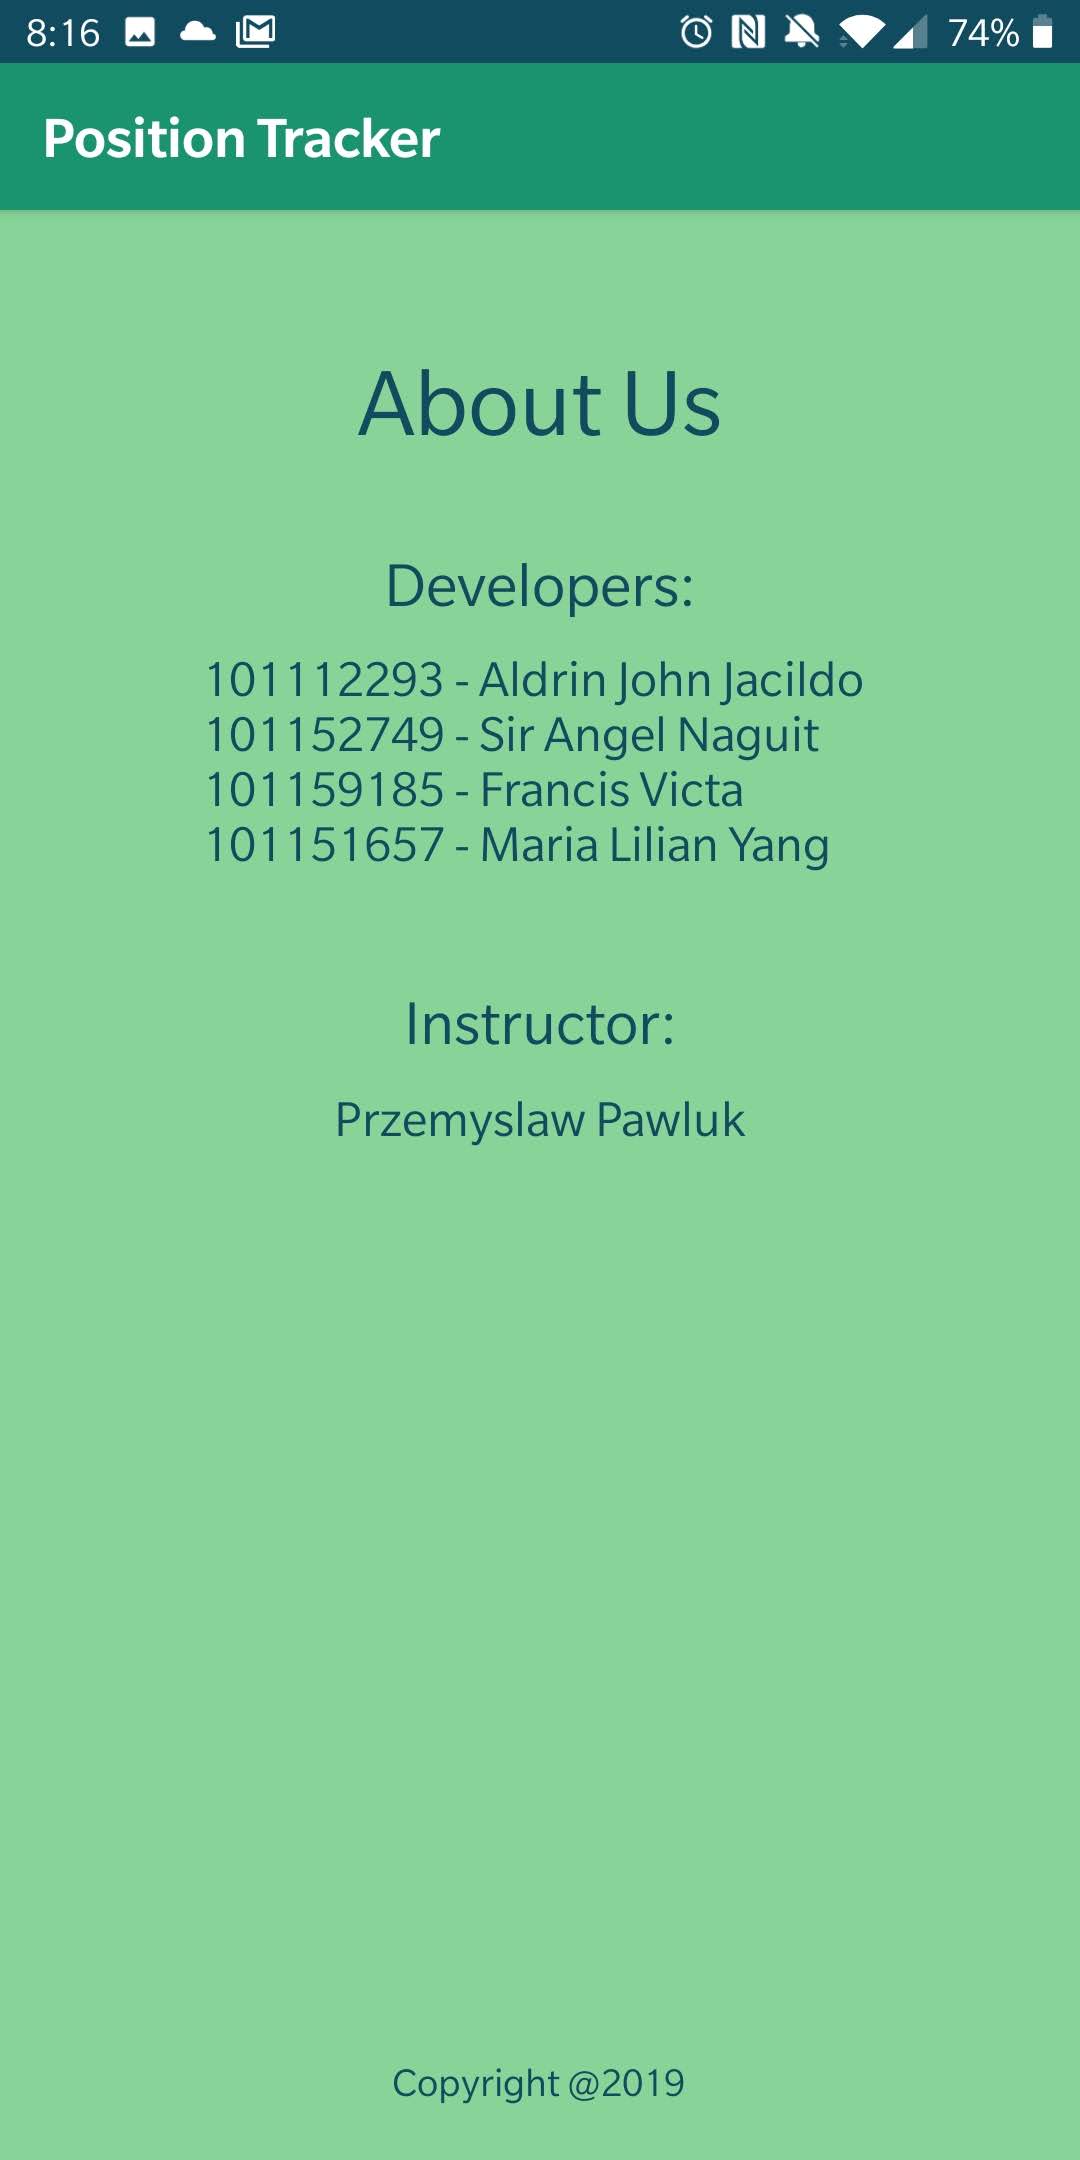 8:16
74%
Position Tracker
About Us
Developers:
101112293 - Aldrin John Jacildo
101152749 - Sir Angel Naguit
101159185 - Francis Victa
101151657 - Maria Lilian Yang
Instructor:
Przemyslaw Pawluk
Copyright @2019